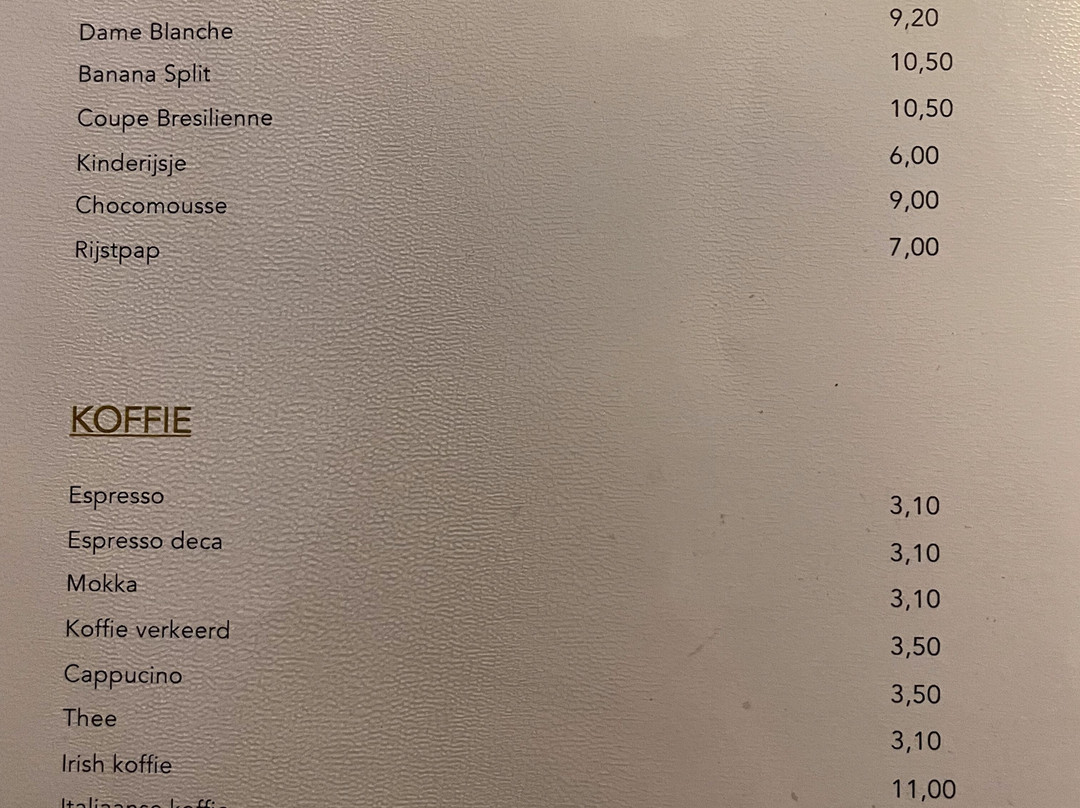 Dame Blanche 9,20
Banana Split 10,50
Coupe Bresilienne 10,50
Kinderijsje 6,00
Chocomousse 9,00
Rijstpap 7,00
KOFFIE
Espresso 3,10
Espresso deca 3,10
Mokka 3,10
Koffie verkeerd 3,50
Cappucino 3,50
Thee 3,10
Irish koffie 11,00
Italiaanse koffie